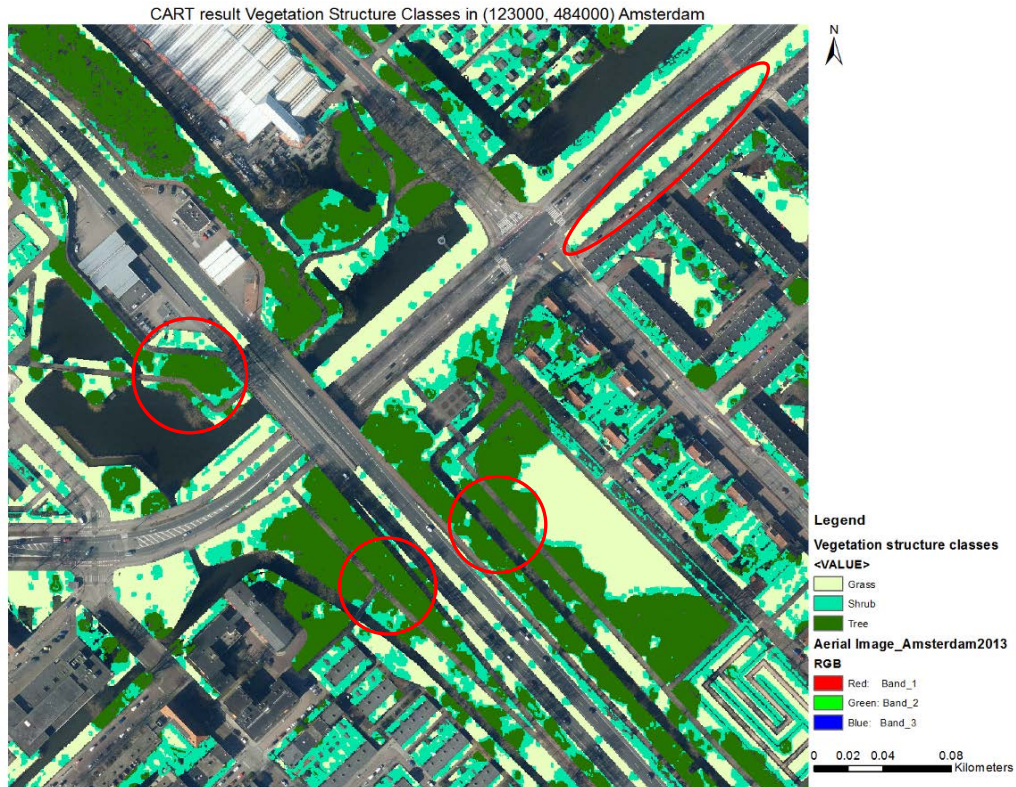 CART result Vegetation Structure Classes in (123000, 484000) Amsterdam
N
Legend
Vegetation structure classes
<VALUE>
Grass
Shrub
Tree
Aerial Image_Amsterdam2013
RGB
Red: Band_1
Green: Band_2
Blue: Band_3
0 0.02 0.04 0.08
Kilometers